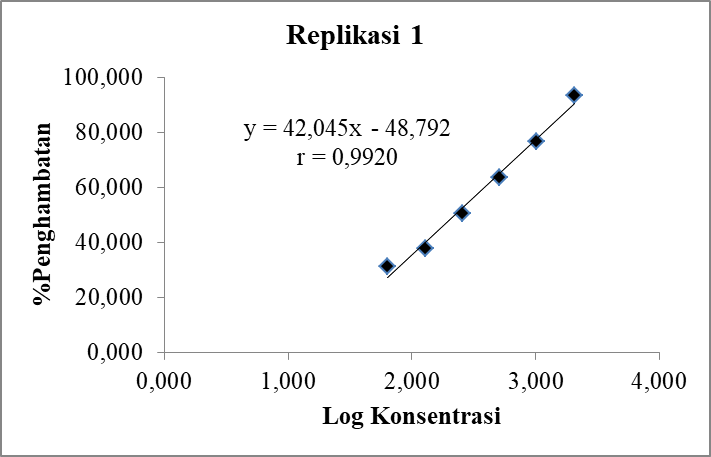 Replikasi 1
100,000
80,000
60,000
40,000
20,000
0,000
%Penghambatan
y = 42,045x - 48,792
r = 0,9920
0,000
1,000
2,000
3,000
4,000
Log Konsentrasi